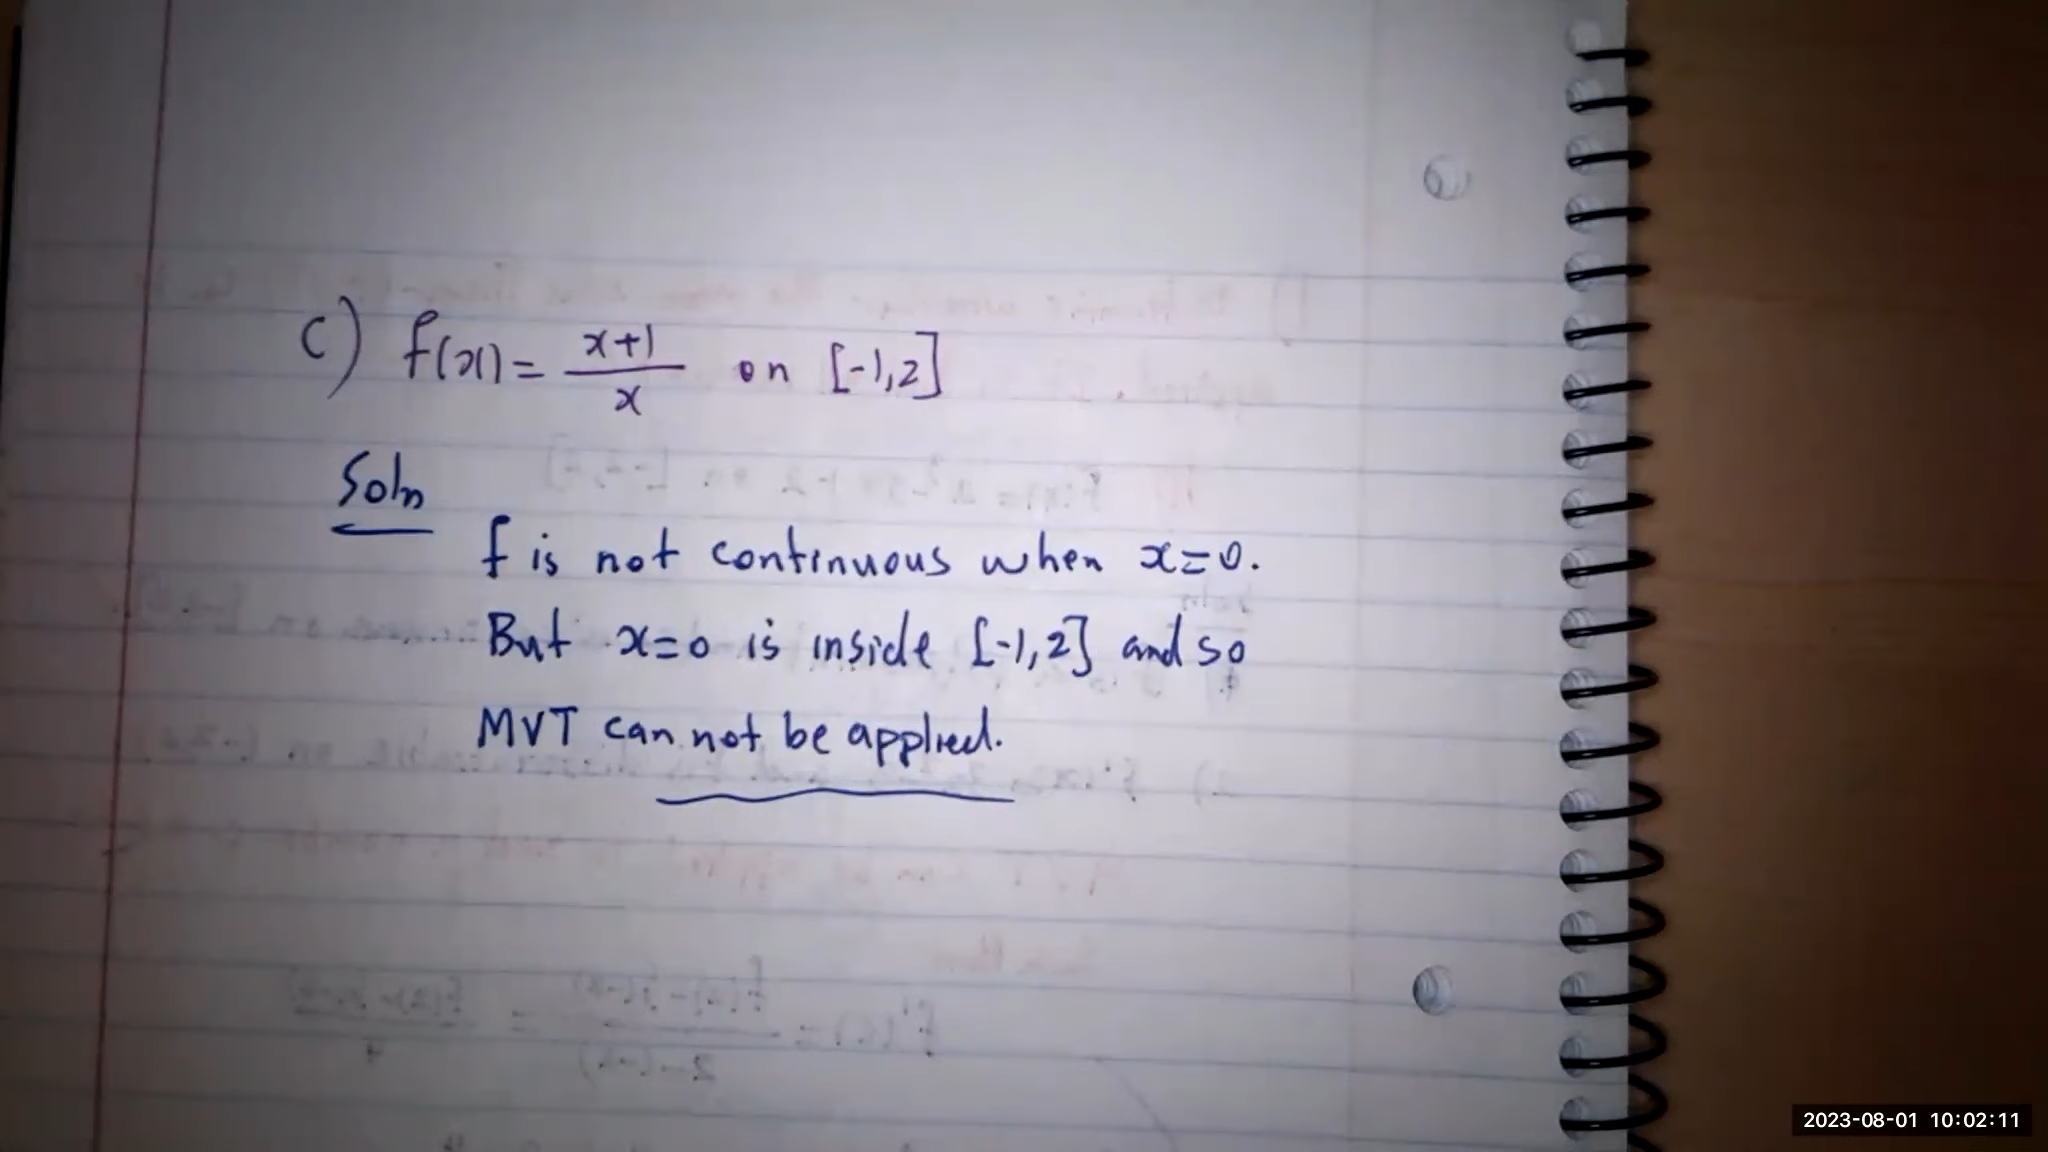 c) f(x) = x+1/x on [-1,2]
Soln
f is not continuous when x=0.
But x=0 is inside [-1,2] and so
MVT can not be applied.
2023-08-01 10:02:11